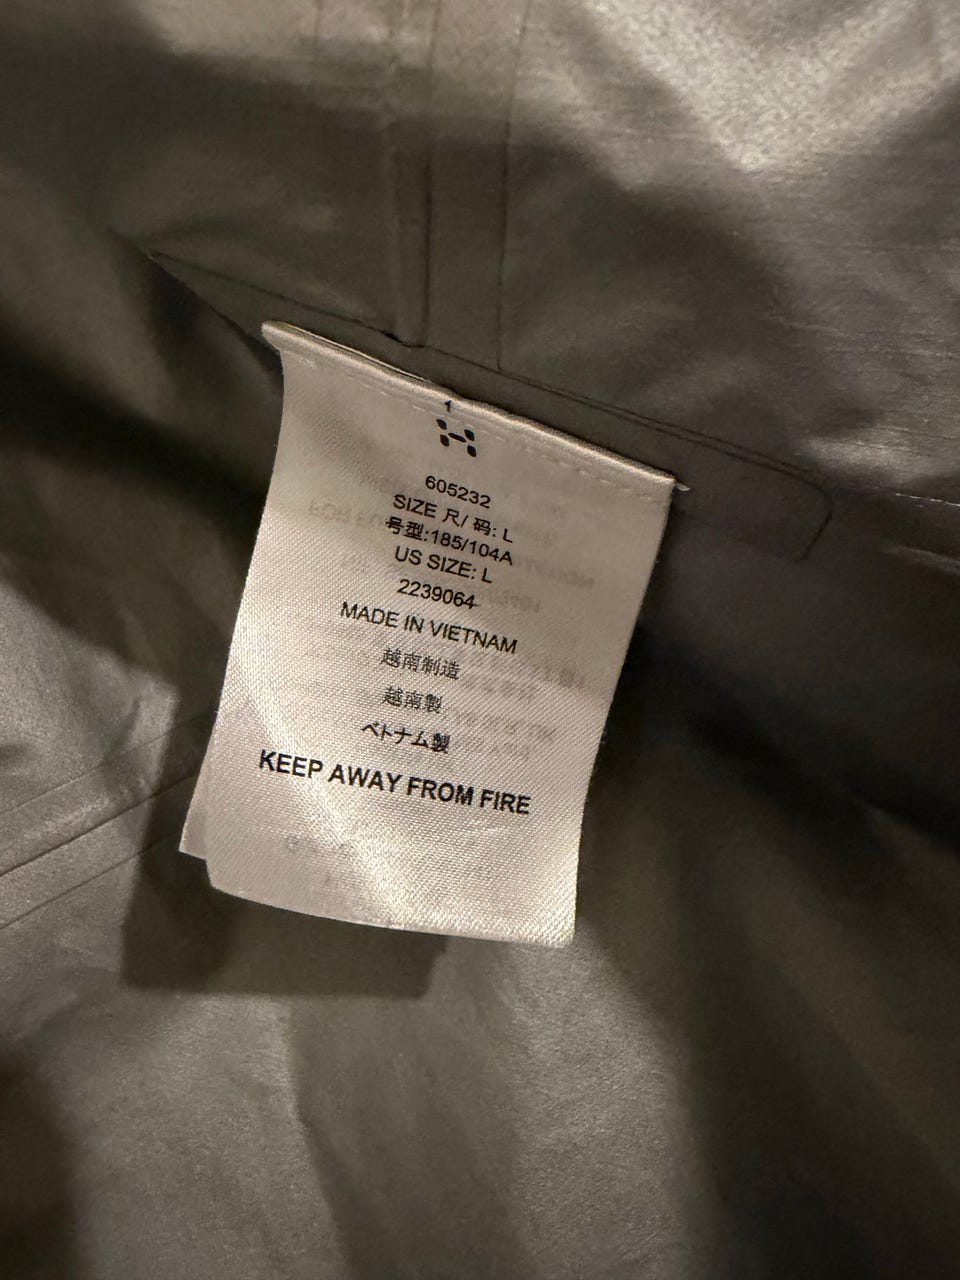 1
605232
SIZE 尺/ 码: L
号型:185/104A
US SIZE: L
2239064
MADE IN VIETNAM
越南制造
越南製
ベトナム製
KEEP AWAY FROM FIRE